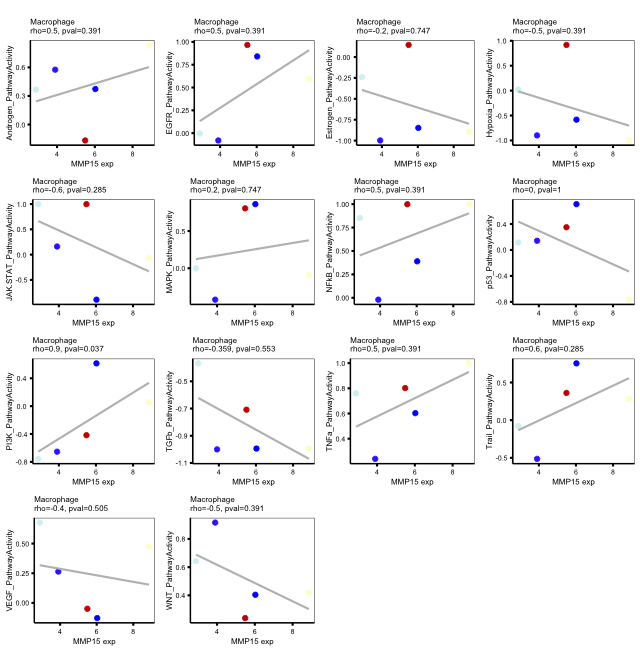 Macrophage
rho=0.5, pval=0.391
Androgen_PathwayActivity
0.6
0.3
0.0
4
6
8
MMP15 exp
Macrophage
rho=0.5, pval=0.391
EGFR_PathwayActivity
1.00
0.75
0.50
0.25
0.00
4
6
8
MMP15 exp
Macrophage
rho=-0.2, pval=0.747
Estrogen_PathwayActivity
0.00
-0.25
-0.50
-0.75
-1.00
4
6
8
MMP15 exp
Macrophage
rho=-0.5, pval=0.391
Hypoxia_PathwayActivity
1.0
0.5
0.0
-0.5
-1.0
4
6
8
MMP15 exp
Macrophage
rho=-0.6, pval=0.285
JAK.STAT_PathwayActivity
1.0
0.5
0.0
-0.5
4
6
8
MMP15 exp
Macrophage
rho=0.2, pval=0.747
MAPK_PathwayActivity
0.5
0.0
4
6
8
MMP15 exp
Macrophage
rho=0.5, pval=0.391
NFkB_PathwayActivity
1.00
0.75
0.50
0.25
0.00
4
6
8
MMP15 exp
Macrophage
rho=0, pval=1
p53_PathwayActivity
0.4
0.0
-0.4
-0.8
4
6
8
MMP15 exp
Macrophage
rho=0.9, pval=0.037
PI3K_PathwayActivity
0.4
0.0
-0.4
-0.8
4
6
8
MMP15 exp
Macrophage
rho=-0.359, pval=0.553
TGFb_PathwayActivity
-0.5
-0.7
-0.9
-1.1
4
6
8
MMP15 exp
Macrophage
rho=0.5, pval=0.391
TNFa_PathwayActivity
1.0
0.8
0.6
0.4
4
6
8
MMP15 exp
Macrophage
rho=0.6, pval=0.285
Trail_PathwayActivity
0.5
0.0
-0.5
4
6
8
MMP15 exp
Macrophage
rho=-0.4, pval=0.505
VEGF_PathwayActivity
0.50
0.25
0.00
4
6
8
MMP15 exp
Macrophage
rho=-0.5, pval=0.391
WNT_PathwayActivity
0.8
0.6
0.4
4
6
8
MMP15 exp